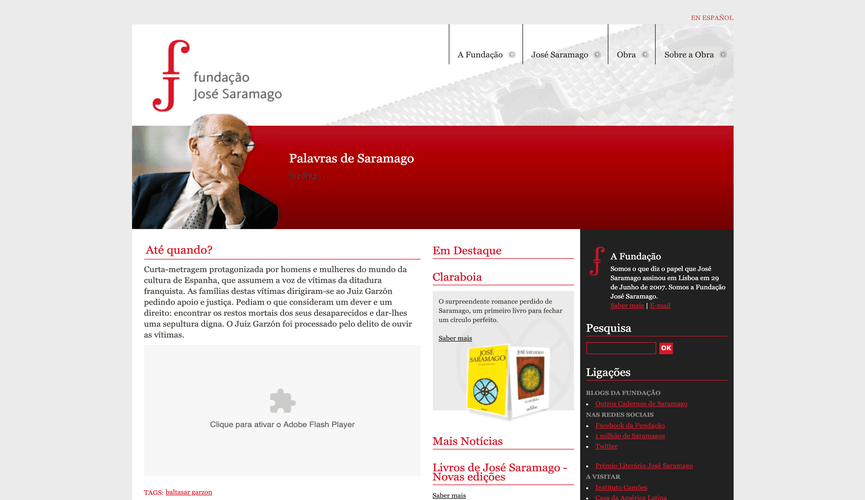 EN ESPAÑOL
A Fundação
José Saramago
Obra
Sobre a Obra
fundação
José Saramago
Palavras de Saramago
Até quando?
Curta-metragem protagonizada por homens e mulheres do mundo da
cultura de Espanha, que assumem a voz de vítimas da ditadura
franquista. As famílias destas vítimas dirigiram-se ao Juiz Garzón
pedindo apoio e justiça. Pediam o que consideram um dever e um
direito: encontrar os restos mortais dos seus desaparecidos e dar-lhes
uma sepultura digna. O Juiz Garzón foi processado pelo delito de ouvir
as vítimas.
Clique para ativar o Adobe Flash Player
TAGS: baltasar garzon
Em Destaque
Claraboia
O surpreendente romance perdido de
Saramago, um primeiro livro para fechar
um círculo perfeito.
Saber mais
JOSÉ
SARAMAGO
JOSÉ SARAMAGO
Mais Notícias
Livros de José Saramago -
Novas edições
Saber mais
A Fundação
Somos o que diz o papel que José
Saramago assinou em Lisboa em 29
de Junho de 2007. Somos a Fundação
José Saramago.
Saber mais | E-mail
Pesquisa
OK
Ligações
BLOGS DA FUNDAÇÃO
Outros Cadernos de Saramago
NAS REDES SOCIAIS
Facebook da Fundação
1 milhão de Saramagos
Twitter
Prémio Literário José Saramago
A VISITAR
Instituto Camões
Casa da América Latina